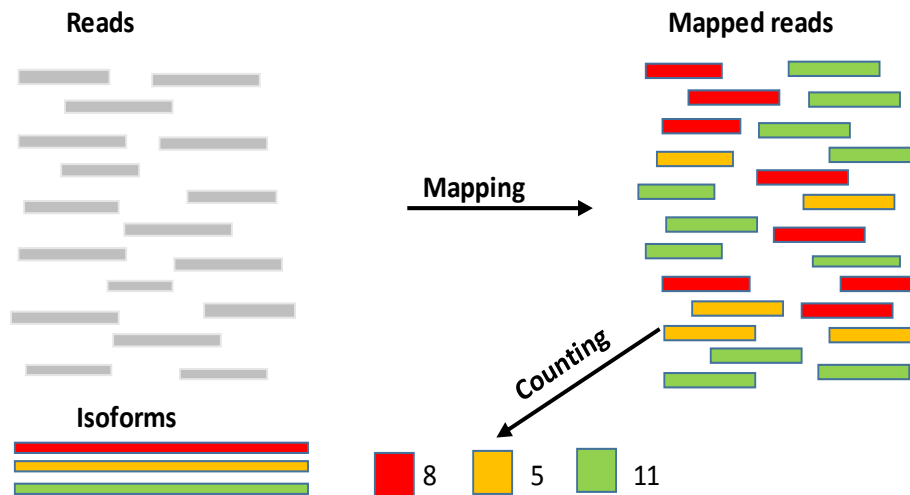 Reads
Mapped reads
Mapping
Counting
Isoforms
8 5 11